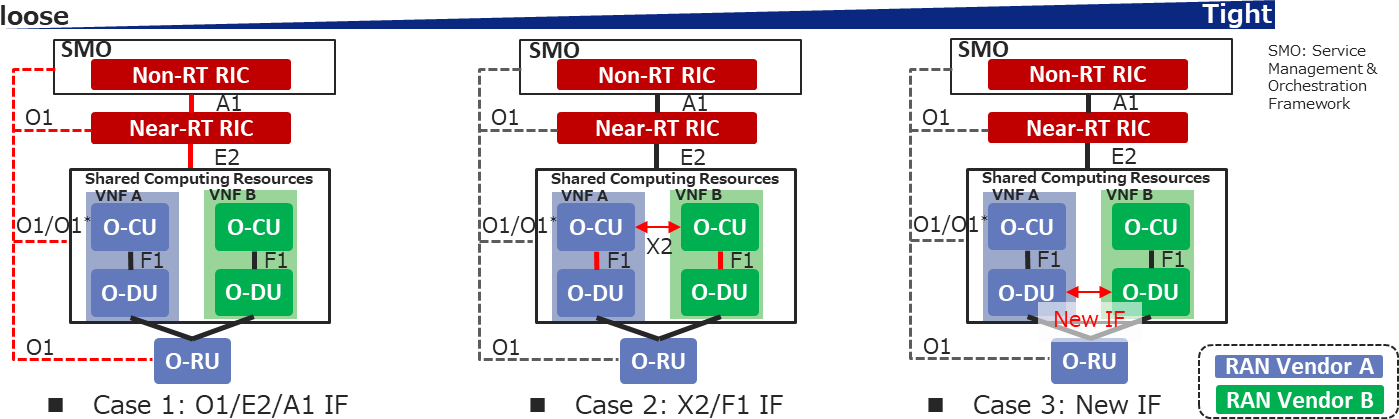 loose
Tight
SMO
Non-RT RIC
A1
O1
Near-RT RIC
E2
Shared Computing Resources
VNF A
VNF B
O1/O1*
O-CU
O-CU
F1
F1
O-DU
O-DU
O1
O-RU
■ Case 1: O1/E2/A1 IF
SMO
Non-RT RIC
A1
O1
Near-RT RIC
E2
Shared Computing Resources
VNF A
VNF B
O1/O1*
O-CU
O-CU
X2
F1
F1
O-DU
O-DU
O1
O-RU
■ Case 2: X2/F1 IF
SMO
Non-RT RIC
A1
O1
Near-RT RIC
E2
Shared Computing Resources
VNF A
VNF B
O1/O1*
O-CU
O-CU
F1
F1
O-DU
O-DU
New IF
O1
O-RU
■ Case 3: New IF
SMO: Service
Management &
Orchestration
Framework
RAN Vendor A
RAN Vendor B